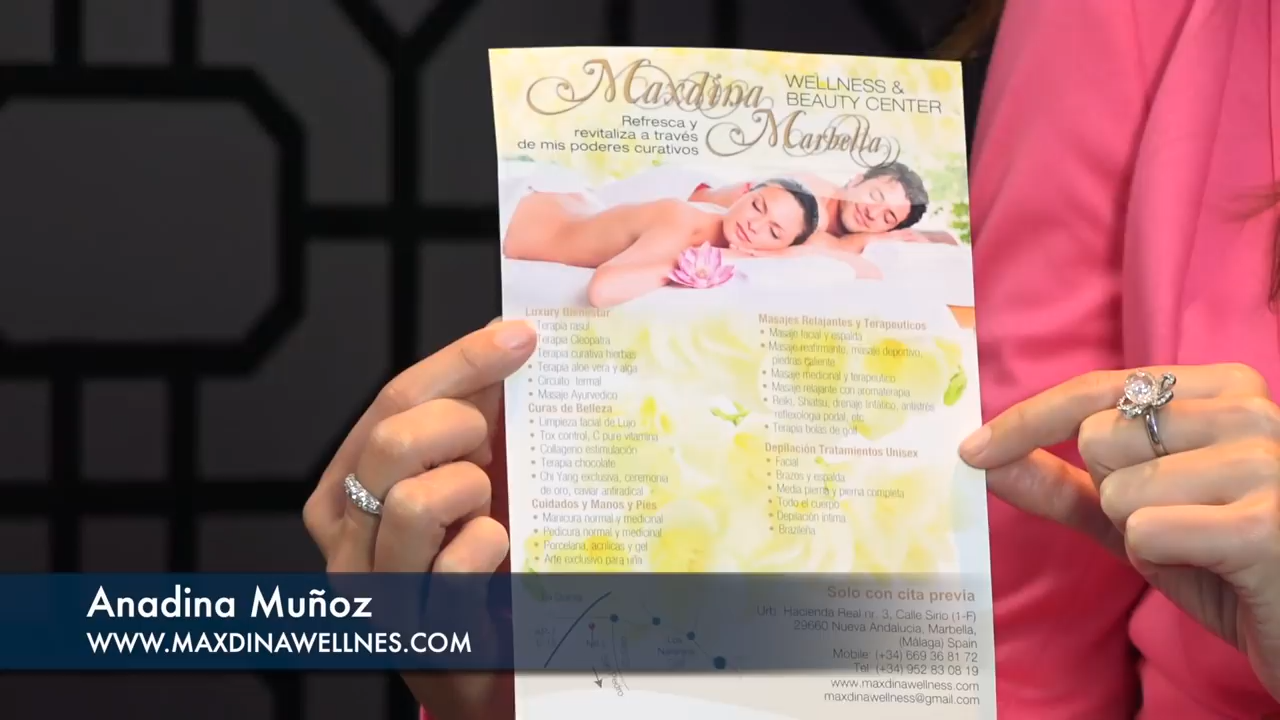 Maxdina
WELLNESS &
BEAUTY CENTER
Refresca y
revitaliza a través
de mis poderes curativos
Marbella
Luxury Bienestar
Terapia rasul
Terapia Cleopatra
Terapia curativa hierbas
• Terapia aloe vera y alga
• Circuito termal
• Masaje Ayurvedico
Curas de Belleza
• Limpieza facial de Lujo
• Tox control, C pure vitamina
• Collageno estimulación
• Terapia chocolate
• Chi Yang exclusiva, ceremonia
de oro, caviar antiradical
Cuidados y Manos y Pies
• Manicura normal y medicinal
• Pedicura normal y medicinal
• Porcelana, acrilicas y gel
• Arte exclusivo para uña
Masajes Relajantes y Terapeuticos
• Masaje facial y espalda
• Masaje reafirmante, masaje deportivo,
piedras caliente
• Masaje medicinal y terapeutico
• Masaje relajante con aromaterapia
• Reiki, Shiatsu, drenaje linfático, antistrés
reflexologia podal, etc
• Terapia bolas de golf
Depilación Tratamientos Unisex
• Facial
• Brazos y espalda
• Media pierna y pierna completa
• Todo el cuerpo
• Depilación intima
• Brazileña
Solo con cita previa
Urb. Hacienda Real nr. 3, Calle Sirio (1-F)
29660 Nueva Andalucia, Marbella,
(Málaga) Spain
Mobile: (+34) 669 36 81 72
Tel: (+34) 952 83 08 19
www.maxdinawellness.com
maxdinawellness@gmail.com
Anadina Muñoz
WWW.MAXDINAWELLNES.COM